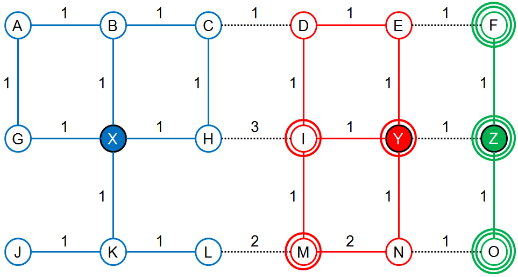 1 1 1 1 1
A B C D E F
1 1 1 1 1 1
1 1 3 1 1
G X H I Y Z
1 1 1 1
1 1 2 2 1
J K L M N O